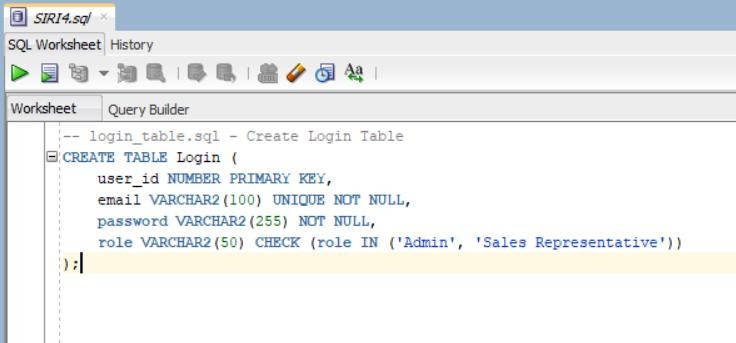 SIRI4.sql
SQL Worksheet History
Aa
Worksheet Query Builder
-- login_table.sql - Create Login Table
CREATE TABLE Login (
    user_id NUMBER PRIMARY KEY,
    email VARCHAR2(100) UNIQUE NOT NULL,
    password VARCHAR2(255) NOT NULL,
    role VARCHAR2(50) CHECK (role IN ('Admin', 'Sales Representative'))
);